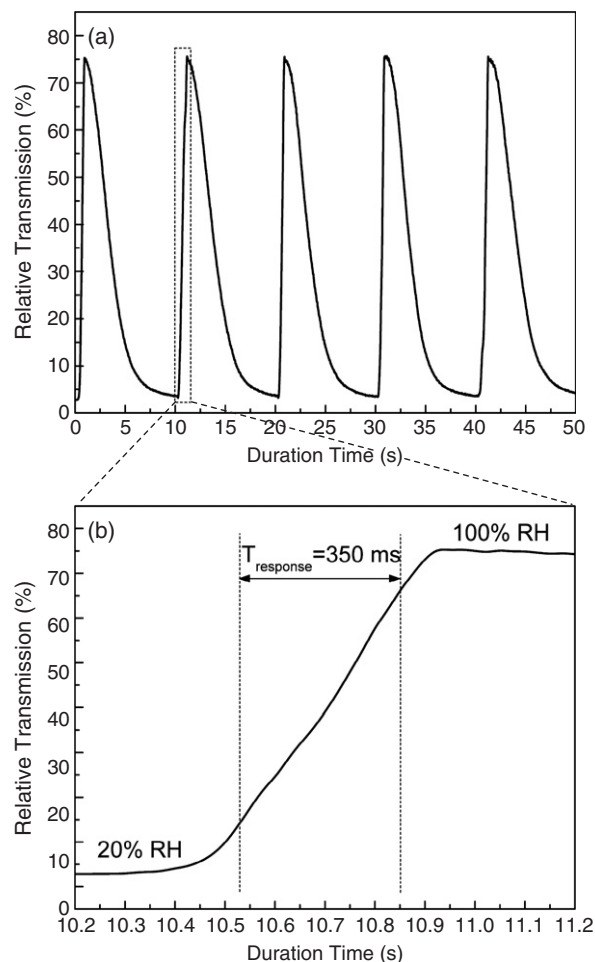 (a)
Relative Transmission (%)
80
70
60
50
40
30
20
10
0
0 5 10 15 20 25 30 35 40 45 50
Duration Time (s)
(b)
100% RH
T response =350 ms
Relative Transmission (%)
80
70
60
50
40
30
20
10
0
20% RH
10.2 10.3 10.4 10.5 10.6 10.7 10.8 10.9 11.0 11.1 11.2
Duration Time (s)